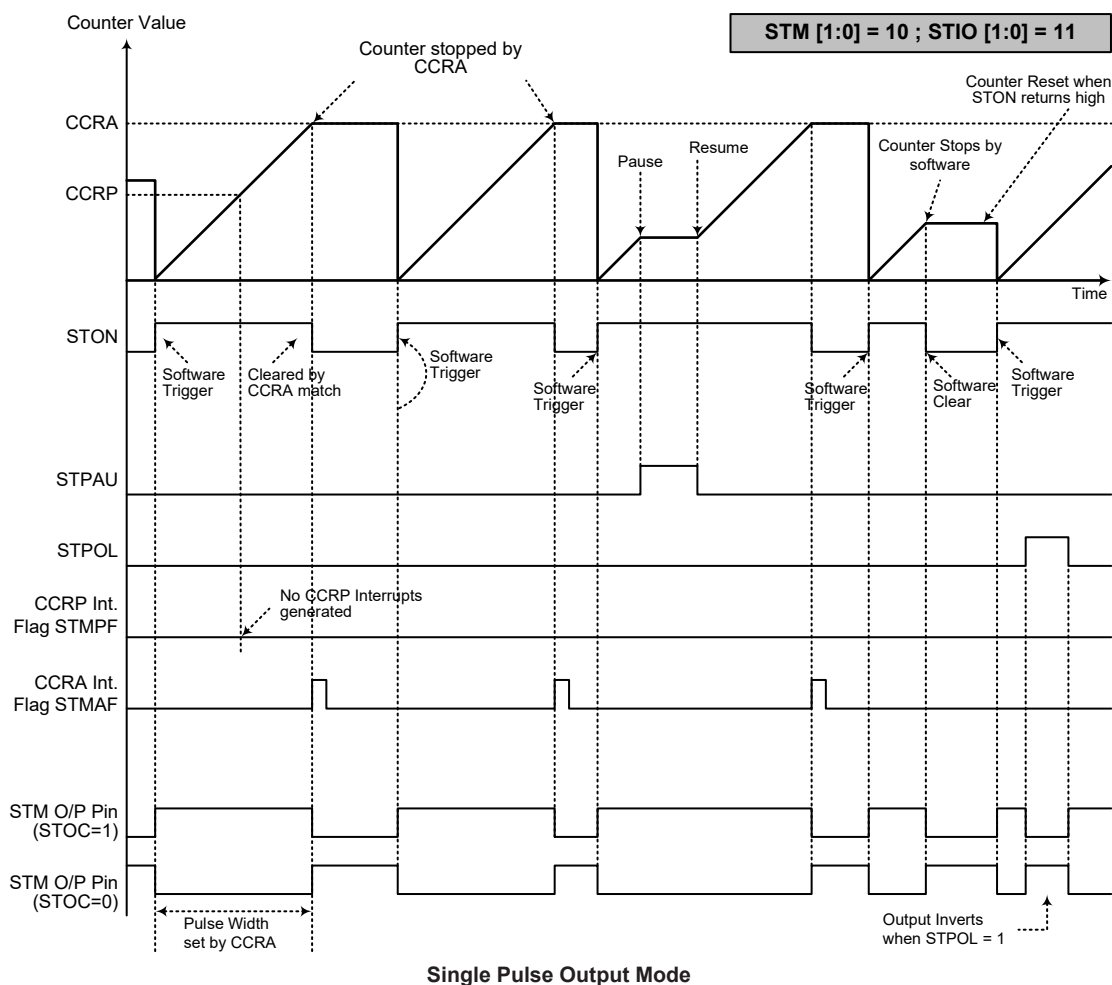 Counter Value
STM [1:0] = 10 ; STIO [1:0] = 11
Counter stopped by
CCRA
Counter Reset when
STON returns high
CCRA
Pause
Resume
Counter Stops by
software
CCRP
Time
STON
Software
Trigger
Cleared by
CCRA match
Software
Trigger
Software
Trigger
Software
Trigger
Software
Clear
Software
Trigger
STPAU
STPOL
CCRP Int.
Flag STMPF
No CCRP Interrupts
generated
CCRA Int.
Flag STMAF
STM O/P Pin
(STOC=1)
STM O/P Pin
(STOC=0)
Pulse Width
set by CCRA
Output Inverts
when STPOL = 1
Single Pulse Output Mode